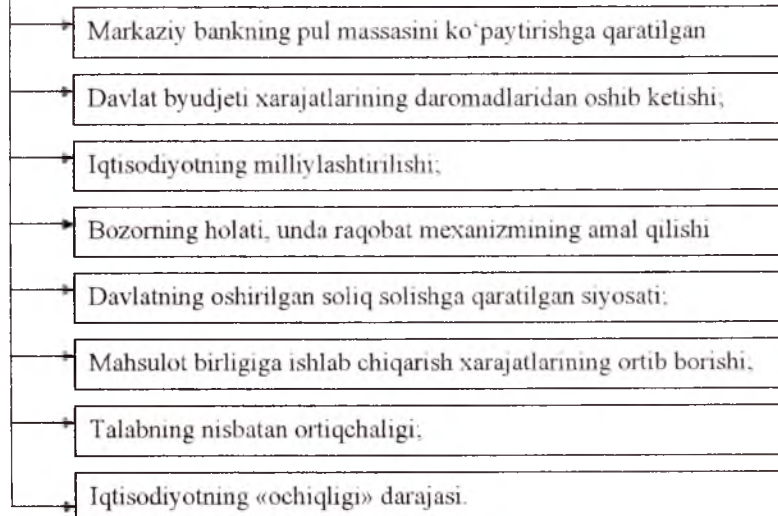 Markaziy bankning pul massasini ko‘paytirishga qaratilgan
Davlat byudjeti xarajatlarining daromadlaridan oshib ketishi;
Iqtisodiyotning milliylashtirilishi;
Bozorning holati, unda raqobat mexanizmining amal qilishi
Davlatning oshirilgan soliq solishga qaratilgan siyosati;
Mahsulot birligiga ishlab chiqarish xarajatlarining ortib borishi;
Talabning nisbatan ortiqchaligi;
Iqtisodiyotning «ochiqligi» darajasi.